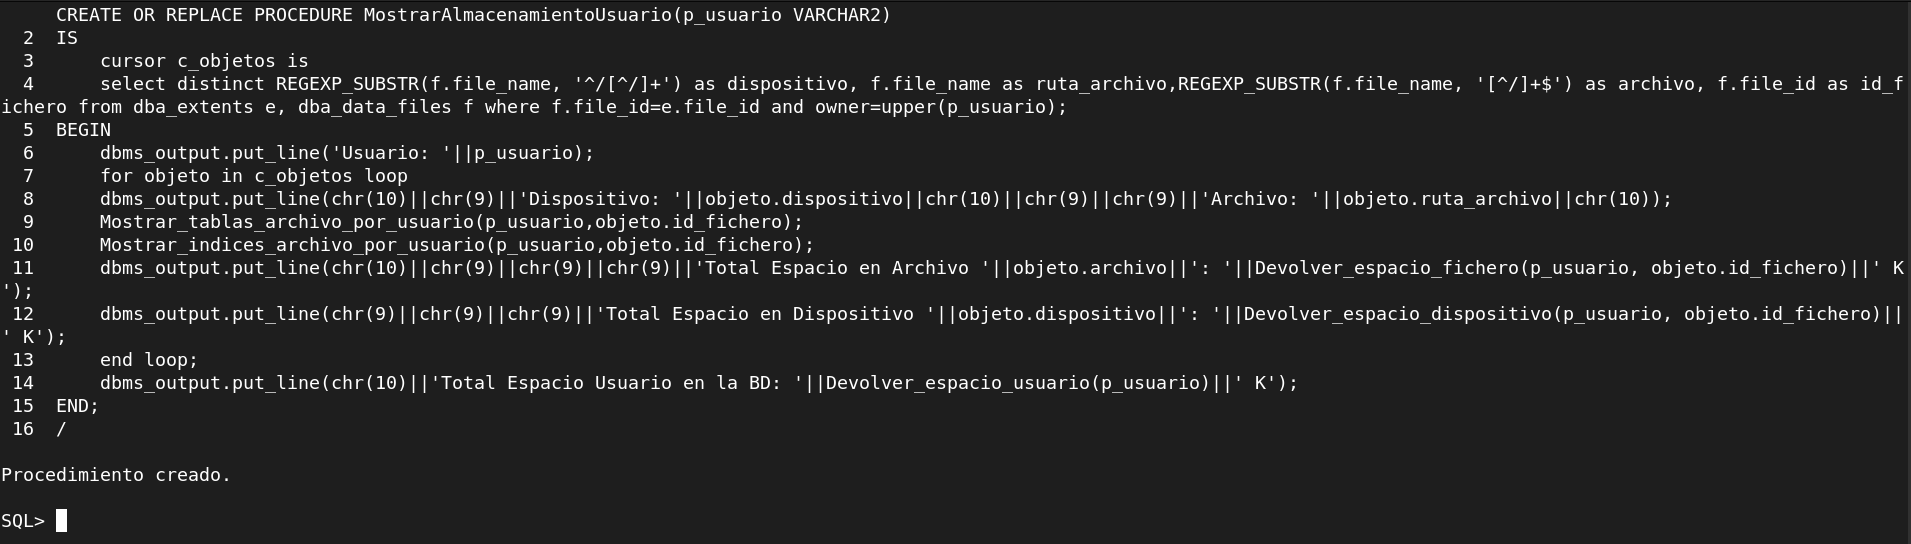 CREATE OR REPLACE PROCEDURE MostrarAlmacenamientoUsuario(p_usuario VARCHAR2)
  2  IS
  3      cursor c_objetos is
  4      select distinct REGEXP_SUBSTR(f.file_name, '^/[^/]+') as dispositivo, f.file_name as ruta_archivo,REGEXP_SUBSTR(f.file_name, '[^/]+$') as archivo, f.file_id as id_f
ichero from dba_extents e, dba_data_files f where f.file_id=e.file_id and owner=upper(p_usuario);
  5  BEGIN
  6      dbms_output.put_line('Usuario: '||p_usuario);
  7      for objeto in c_objetos loop
  8      dbms_output.put_line(chr(10)||chr(9)||'Dispositivo: '||objeto.dispositivo||chr(10)||chr(9)||chr(9)||'Archivo: '||objeto.ruta_archivo||chr(10));
  9      Mostrar_tablas_archivo_por_usuario(p_usuario,objeto.id_fichero);
 10      Mostrar_indices_archivo_por_usuario(p_usuario,objeto.id_fichero);
 11      dbms_output.put_line(chr(10)||chr(9)||chr(9)||chr(9)||'Total Espacio en Archivo '||objeto.archivo||': '||Devolver_espacio_fichero(p_usuario, objeto.id_fichero)||' K
');
 12      dbms_output.put_line(chr(9)||chr(9)||chr(9)||'Total Espacio en Dispositivo '||objeto.dispositivo||': '||Devolver_espacio_dispositivo(p_usuario, objeto.id_fichero)||
' K');
 13      end loop;
 14      dbms_output.put_line(chr(10)||'Total Espacio Usuario en la BD: '||Devolver_espacio_usuario(p_usuario)||' K');
 15  END;
 16  /
Procedimiento creado.
SQL>